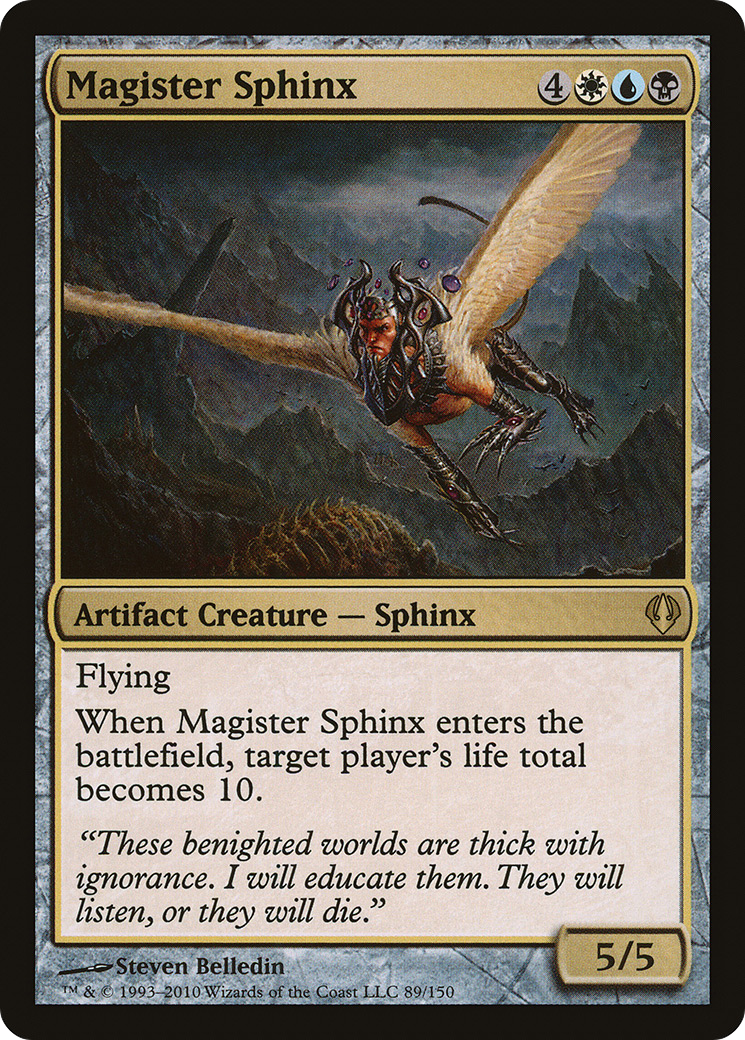 Magister Sphinx 4
Artifact Creature — Sphinx
Flying
When Magister Sphinx enters the
battlefield, target player's life total
becomes 10.
“These benighted worlds are thick with
ignorance. I will educate them. They will
listen, or they will die.”
5/5
Steven Belledin
™ & © 1993–2010 Wizards of the Coast LLC 89/150